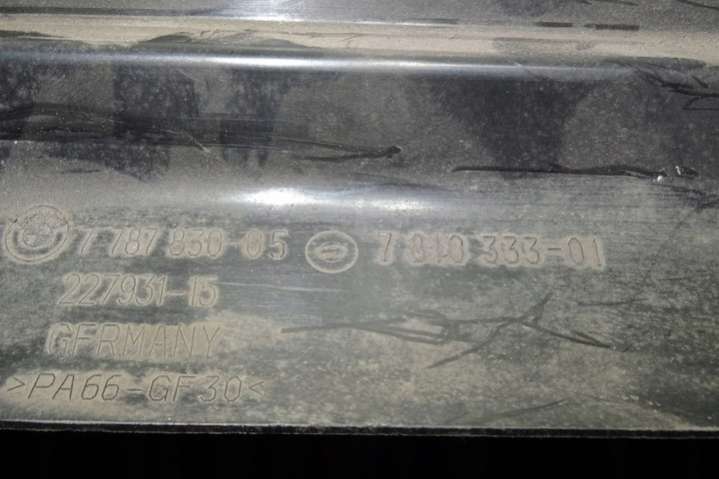 7 787 830-05 7 810 333-01
227931-15
GERMANY
>PA66-GF30<